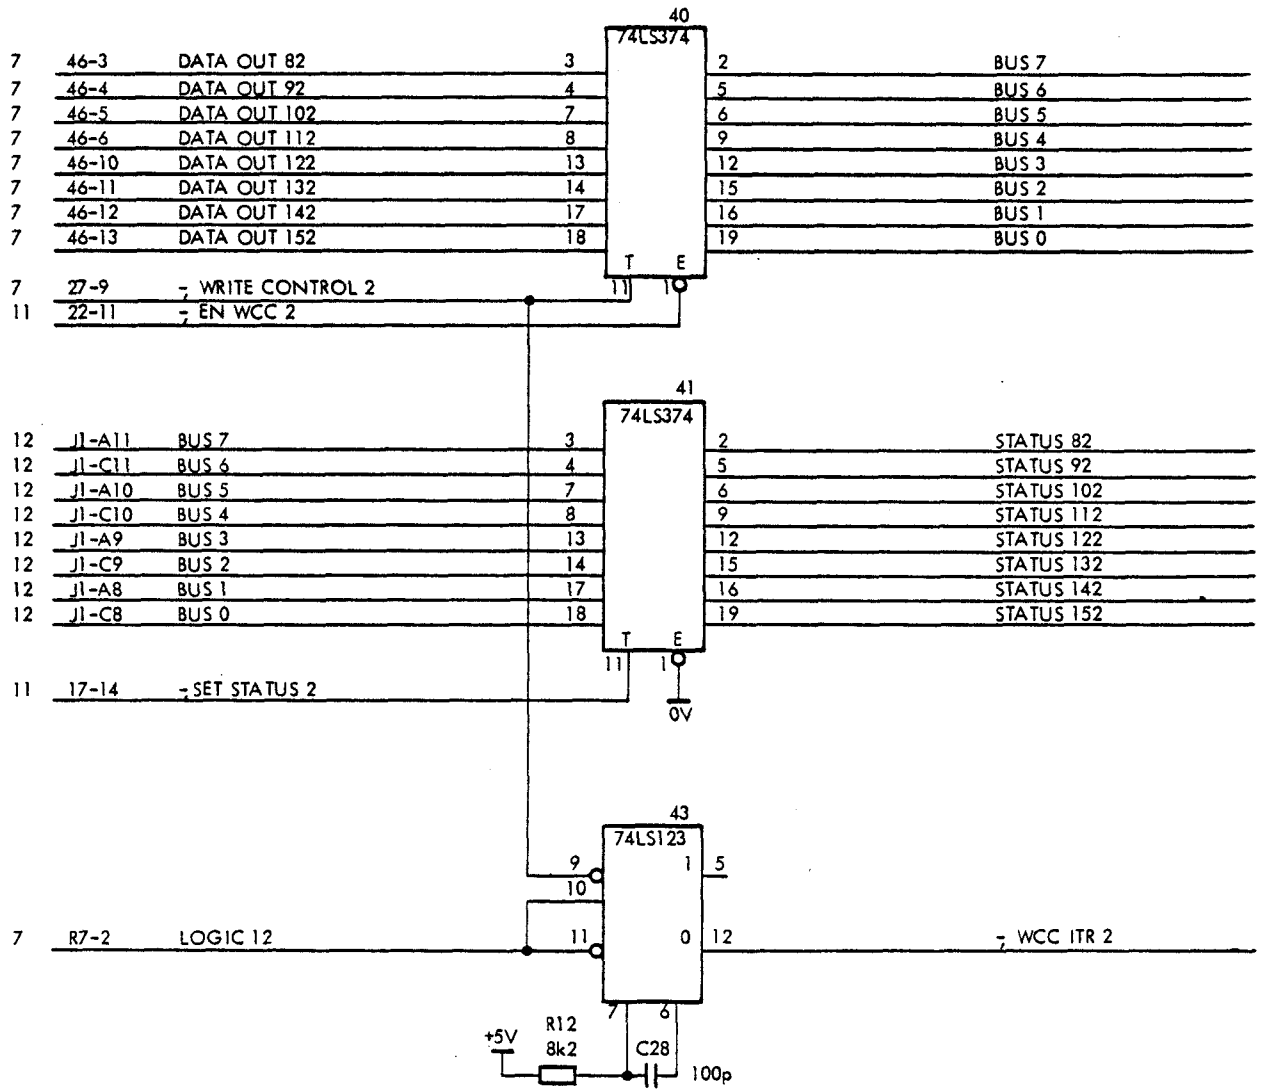 40
74LS374
7 46-3 DATA OUT 82 3 2 BUS 7
7 46-4 DATA OUT 92 4 5 BUS 6
7 46-5 DATA OUT 102 7 6 BUS 5
7 46-6 DATA OUT 112 8 9 BUS 4
7 46-10 DATA OUT 122 13 12 BUS 3
7 46-11 DATA OUT 132 14 15 BUS 2
7 46-12 DATA OUT 142 17 16 BUS 1
7 46-13 DATA OUT 152 18 19 BUS 0
T E
7 27-9 -, WRITE CONTROL 2 11 1
11 22-11 -, EN WCC 2
41
74LS374
12 J1-A11 BUS 7 3 2 STATUS 82
12 J1-C11 BUS 6 4 5 STATUS 92
12 J1-A10 BUS 5 7 6 STATUS 102
12 J1-C10 BUS 4 8 9 STATUS 112
12 J1-A9 BUS 3 13 12 STATUS 122
12 J1-C9 BUS 2 14 15 STATUS 132
12 J1-A8 BUS 1 17 16 STATUS 142
12 J1-C8 BUS 0 18 19 STATUS 152
T E
11 1
11 17-14 -, SET STATUS 2
0V
43
74LS123
9 1 5
10
7 R7-2 LOGIC 12 11 0 12 -, WCC ITR 2
7 6
+5V R12 8k2 C28 100p